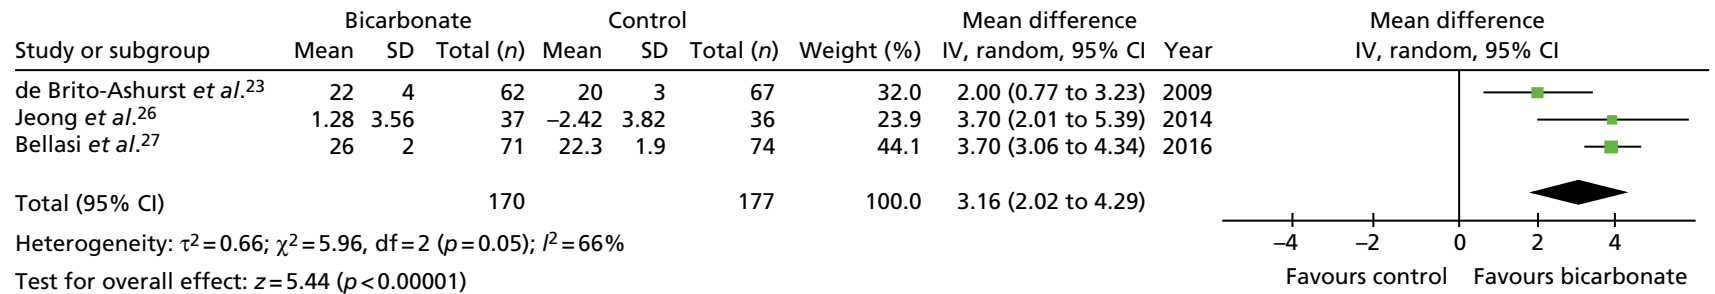 Bicarbonate Control Mean difference Mean difference
Study or subgroup Mean SD Total (n) Mean SD Total (n) Weight (%) IV, random, 95% CI Year IV, random, 95% CI
de Brito-Ashurst et al.23 22 4 62 20 3 67 32.0 2.00 (0.77 to 3.23) 2009
Jeong et al.26 1.28 3.56 37 −2.42 3.82 36 23.9 3.70 (2.01 to 5.39) 2014
Bellasi et al.27 26 2 71 22.3 1.9 74 44.1 3.70 (3.06 to 4.34) 2016
Total (95% CI) 170 177 100.0 3.16 (2.02 to 4.29)
Heterogeneity: τ2=0.66; χ2=5.96, df=2 (p=0.05); I2=66%
−4 −2 0 2 4
Test for overall effect: z=5.44 (p<0.00001)
Favours control Favours bicarbonate